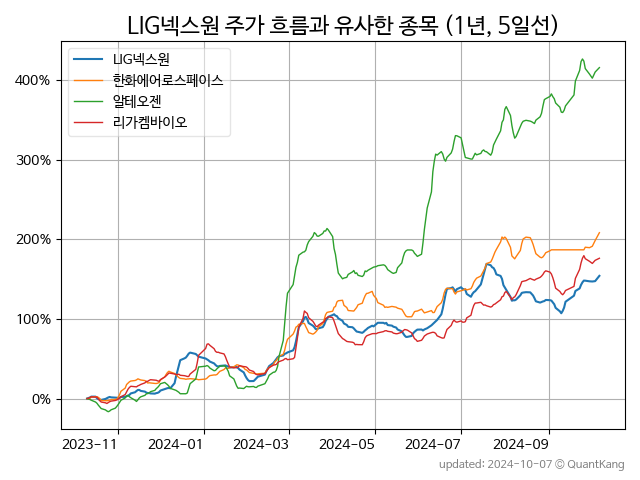 LIG넥스원 주가 흐름과 유사한 종목 (1년, 5일선)
LIG넥스원
한화에어로스페이스
알테오젠
리가켐바이오
400%
300%
200%
100%
0%
2023-11 2024-01 2024-03 2024-05 2024-07 2024-09
updated: 2024-10-07 © QuantKang